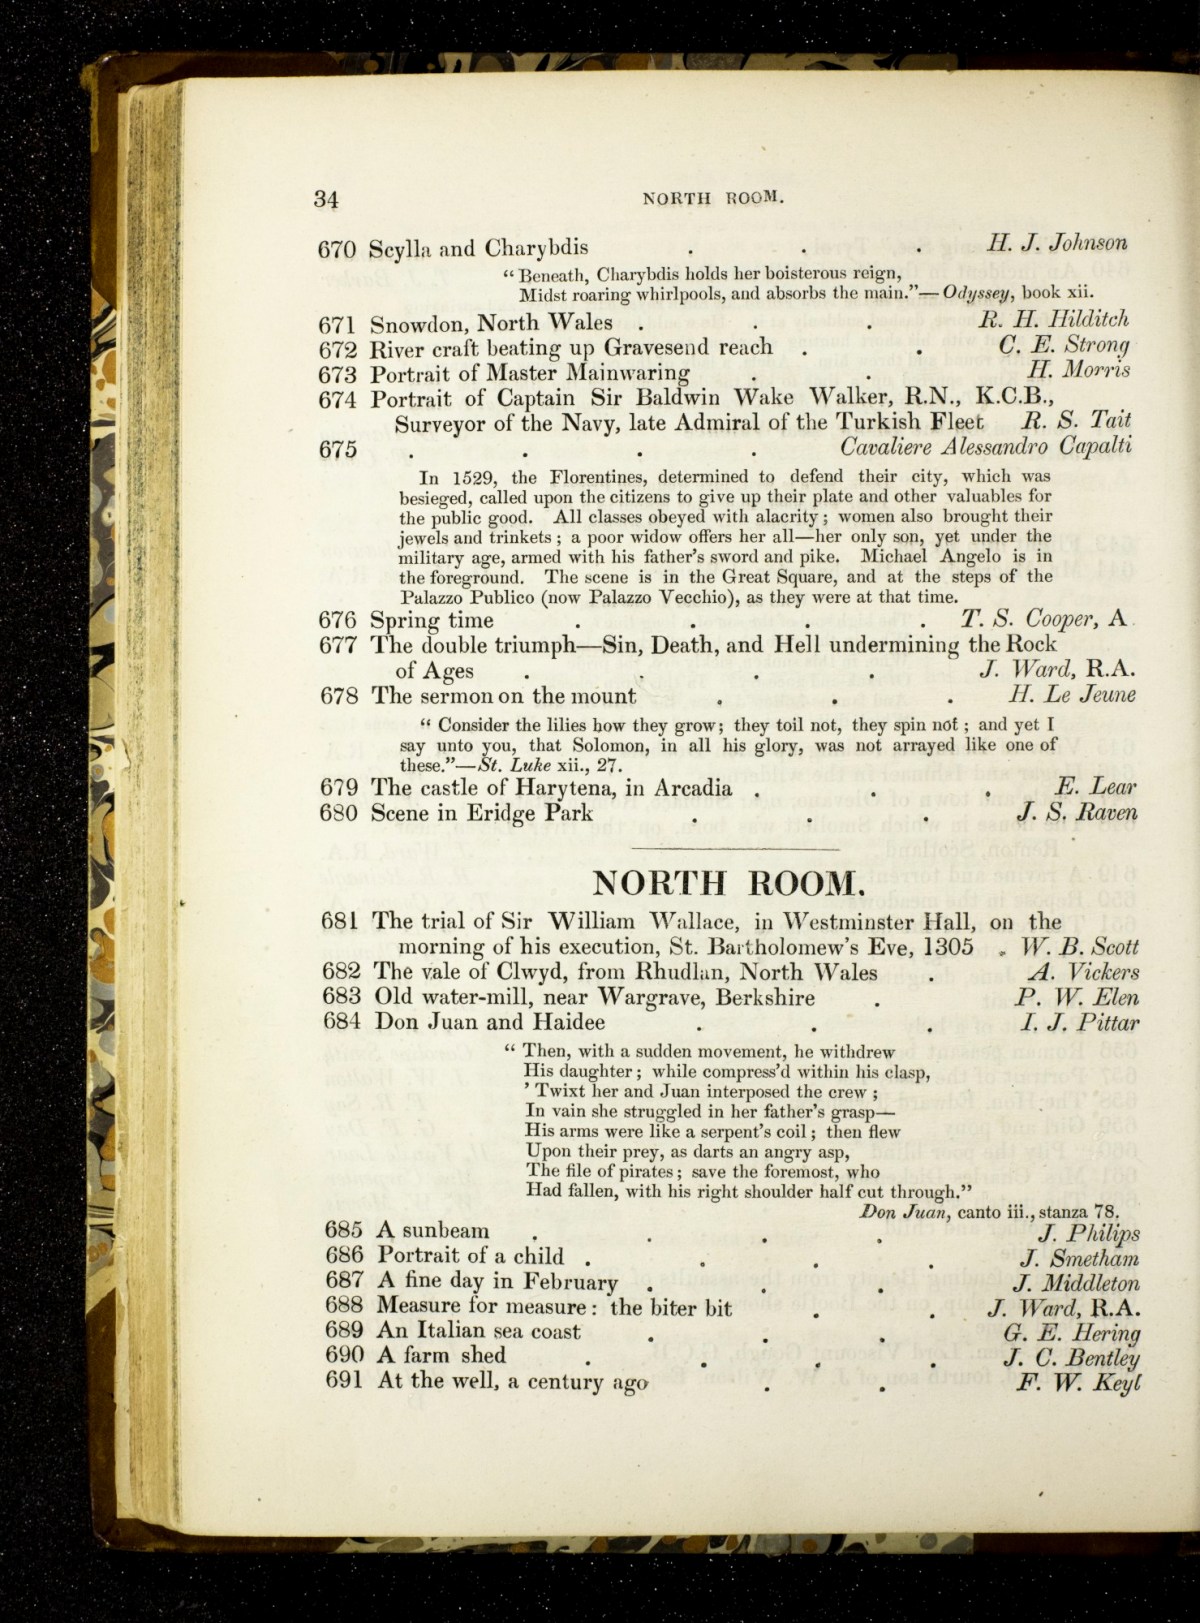 34 NORTH ROOM.
670 Scylla and Charybdis . . . H. J. Johnson
“ Beneath, Charybdis holds her boisterous reign,
Midst roaring whirlpools, and absorbs the main.”—Odyssey, book xii.
671 Snowdon, North Wales . . . R. H. Hilditch
672 River craft beating up Gravesend reach . . C. E. Strong
673 Portrait of Master Mainwaring . . H. Morris
674 Portrait of Captain Sir Baldwin Wake Walker, R.N., K.C.B.,
Surveyor of the Navy, late Admiral of the Turkish Fleet R. S. Tait
675 . . . . Cavaliere Alessandro Capalti
In 1529, the Florentines, determined to defend their city, which was
besieged, called upon the citizens to give up their plate and other valuables for
the public good. All classes obeyed with alacrity; women also brought their
jewels and trinkets; a poor widow offers her all—her only son, yet under the
military age, armed with his father’s sword and pike. Michael Angelo is in
the foreground. The scene is in the Great Square, and at the steps of the
Palazzo Publico (now Palazzo Vecchio), as they were at that time.
676 Spring time . . . . T. S. Cooper, A
677 The double triumph—Sin, Death, and Hell undermining the Rock
of Ages . . . . J. Ward, R.A.
678 The sermon on the mount . . . H. Le Jeune
“ Consider the lilies how they grow; they toil not, they spin not; and yet I
say unto you, that Solomon, in all his glory, was not arrayed like one of
these.”—St. Luke xii., 27.
679 The castle of Harytena, in Arcadia . . . E. Lear
680 Scene in Eridge Park . . . J. S. Raven
NORTH ROOM.
681 The trial of Sir William Wallace, in Westminster Hall, on the
morning of his execution, St. Bartholomew’s Eve, 1305 . W. B. Scott
682 The vale of Clwyd, from Rhudlan, North Wales . A. Vickers
683 Old water-mill, near Wargrave, Berkshire . P. W. Elen
684 Don Juan and Haidee . . . I. J. Pittar
“ Then, with a sudden movement, he withdrew
His daughter; while compress’d within his clasp,
’ Twixt her and Juan interposed the crew;
In vain she struggled in her father’s grasp—
His arms were like a serpent’s coil; then flew
Upon their prey, as darts an angry asp,
The file of pirates; save the foremost, who
Had fallen, with his right shoulder half cut through.”
Don Juan, canto iii., stanza 78.
685 A sunbeam . . . . J. Philips
686 Portrait of a child . . . . J. Smetham
687 A fine day in February . . . J. Middleton
688 Measure for measure: the biter bit . . J. Ward, R.A.
689 An Italian sea coast . . . G. E. Hering
690 A farm shed . . . . J. C. Bentley
691 At the well, a century ago . . F. W. Keyl